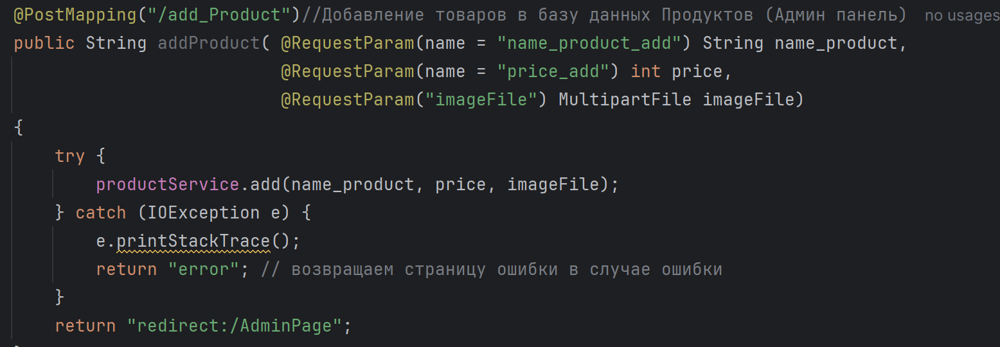 @PostMapping("/add_Product")//Добавление товаров в базу данных Продуктов (Админ панель) no usages
public String addProduct( @RequestParam(name = "name_product_add") String name_product,
@RequestParam(name = "price_add") int price,
@RequestParam("imageFile") MultipartFile imageFile)
{
try {
productService.add(name_product, price, imageFile);
} catch (IOException e) {
e.printStackTrace();
return "error"; // возвращаем страницу ошибки в случае ошибки
}
return "redirect:/AdminPage";